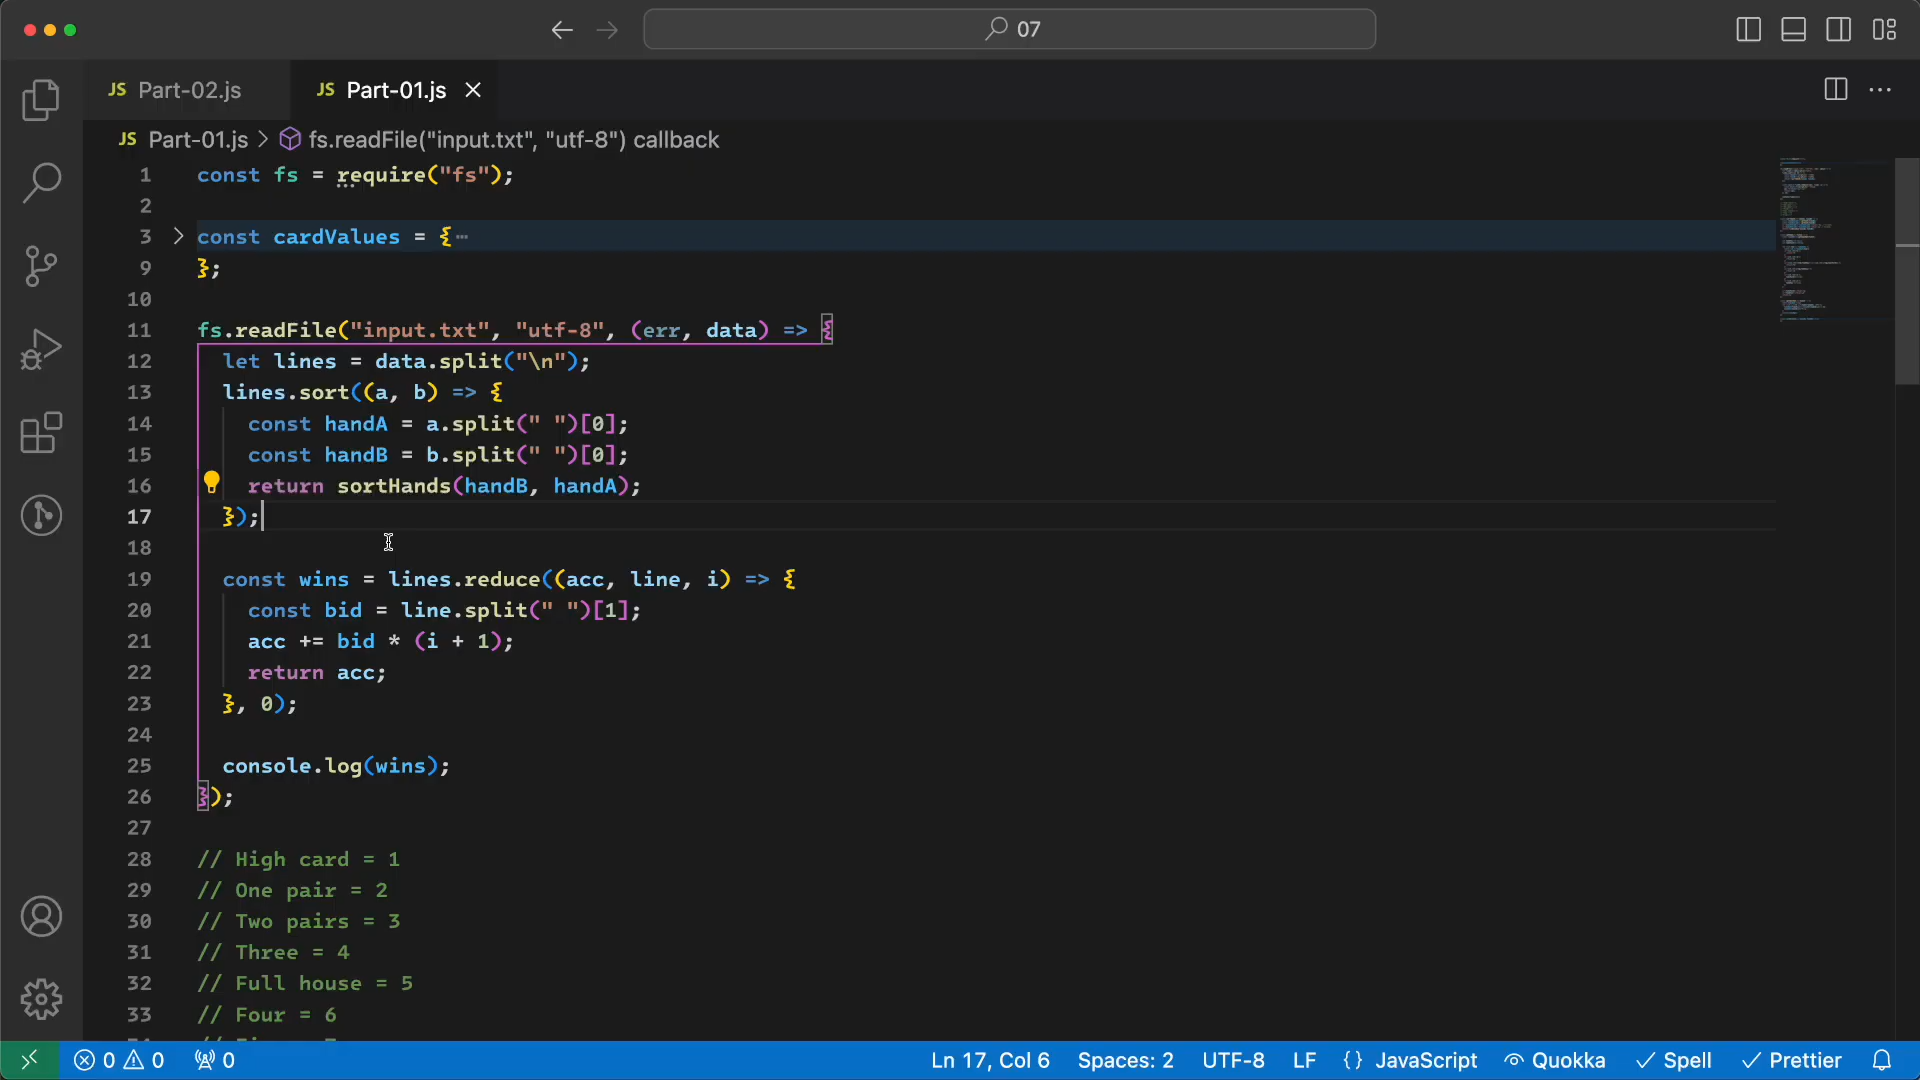 07
JS Part-02.js
JS Part-01.js
JS Part-01.js > fs.readFile("input.txt", "utf-8") callback
1 const fs = require("fs");
2
3 const cardValues = {…
9 };
10
11 fs.readFile("input.txt", "utf-8", (err, data) => {
12 let lines = data.split("\n");
13 lines.sort((a, b) => {
14 const handA = a.split(" ")[0];
15 const handB = b.split(" ")[0];
16 return sortHands(handB, handA);
17 });
18
19 const wins = lines.reduce((acc, line, i) => {
20 const bid = line.split(" ")[1];
21 acc += bid * (i + 1);
22 return acc;
23 }, 0);
24
25 console.log(wins);
26 });
27
28 // High card = 1
29 // One pair = 2
30 // Two pairs = 3
31 // Three = 4
32 // Full house = 5
33 // Four = 6
0 0 0 Ln 17, Col 6 Spaces: 2 UTF-8 LF {} JavaScript Quokka Spell Prettier